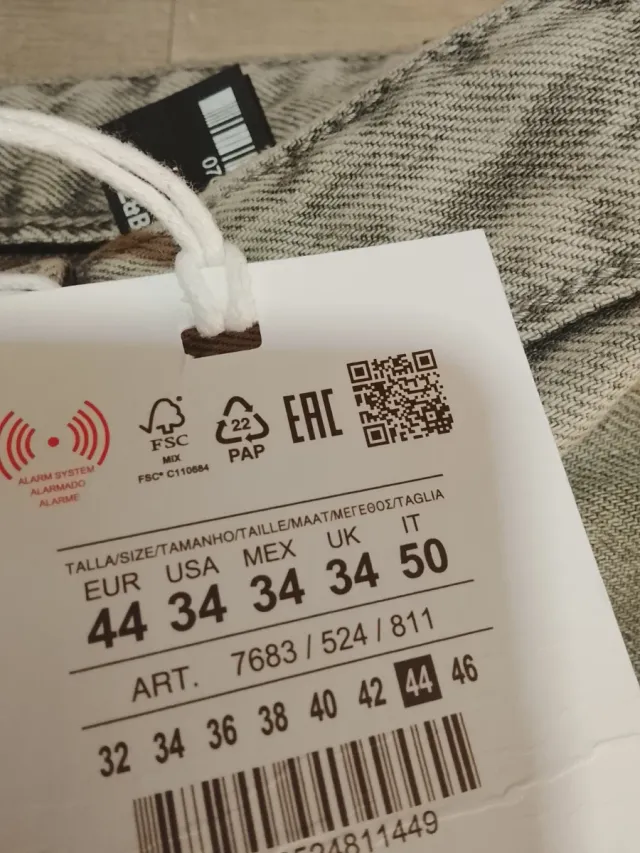 07
FSC
MIX
FSC® C110684
22
PAP
EAC
ALARM SYSTEM
ALARMADO
ALARME
TALLA/SIZE/TAMANHO/TAILLE/MAAT/ΜΕΓΕΘΟΣ/TAGLIA
EUR USA MEX UK IT
44 34 34 34 50
ART. 7683 / 524 / 811
32 34 36 38 40 42 44 46
524811449